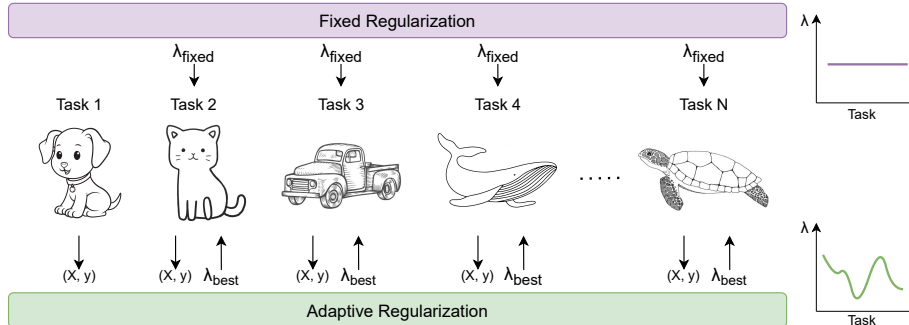 Fixed Regularization
λfixed λfixed λfixed λfixed
Task 1 Task 2 Task 3 Task 4 Task N
.....
(X, y) (X, y) λbest (X, y) λbest (X, y) λbest (X, y) λbest
Adaptive Regularization
λ
Task
λ
Task